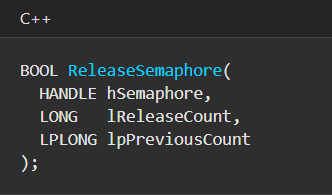 C++
BOOL ReleaseSemaphore(
  HANDLE hSemaphore,
  LONG   lReleaseCount,
  LPLONG lpPreviousCount
);